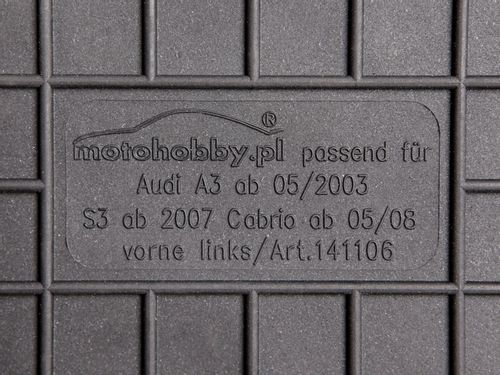 motohobby.pl® passend für
Audi A3 ab 05/2003
S3 ab 2007 Cabrio ab 05/08
vorne links/Art.141106